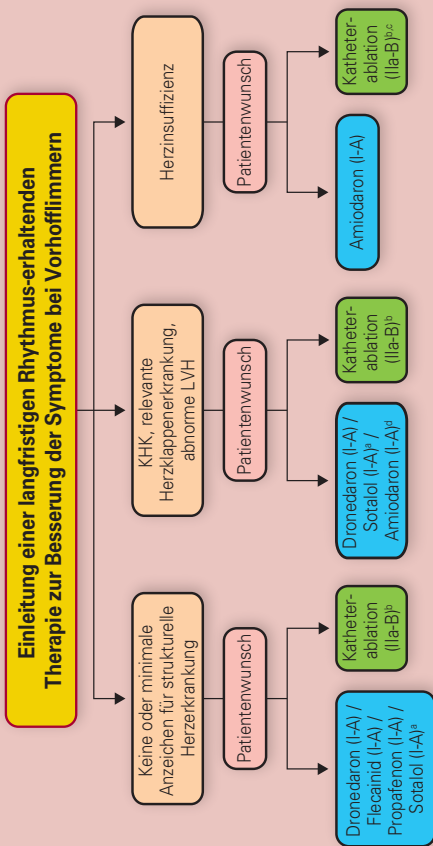 Einleitung einer langfristigen Rhythmus-erhaltenden
Therapie zur Besserung der Symptome bei Vorhofflimmern
Keine oder minimale
Anzeichen für strukturelle
Herzerkrankung
Patientenwunsch
Dronedaron (I-A) /
Flecainid (I-A) /
Propafenon (I-A) /
Sotalol (I-A)ᵃ
Katheter-
ablation
(IIa-B)ᵇ
KHK, relevante
Herzklappenerkrankung,
abnorme LVH
Patientenwunsch
Dronedaron (I-A) /
Sotalol (I-A)ᵃ /
Amiodaron (I-A)ᵈ
Katheter-
ablation
(IIa-B)ᵇ
Herzinsuffizienz
Patientenwunsch
Amiodaron (I-A)
Katheter-
ablation
(IIa-B)ᵇ,ᶜ